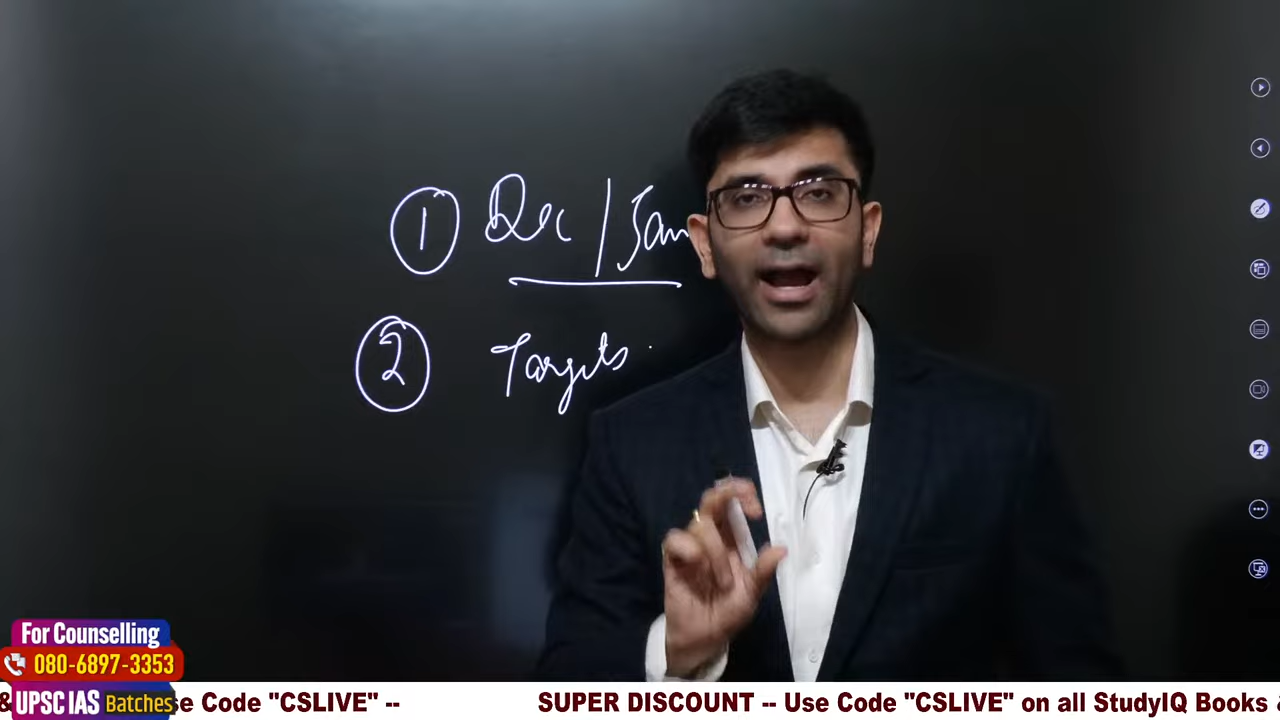 1 Dec / Jan
2 Targets
For Counselling
080-6897-3353
UPSC IAS Batches
& se Code "CSLIVE" -- SUPER DISCOUNT -- Use Code "CSLIVE" on all StudyIQ Books &